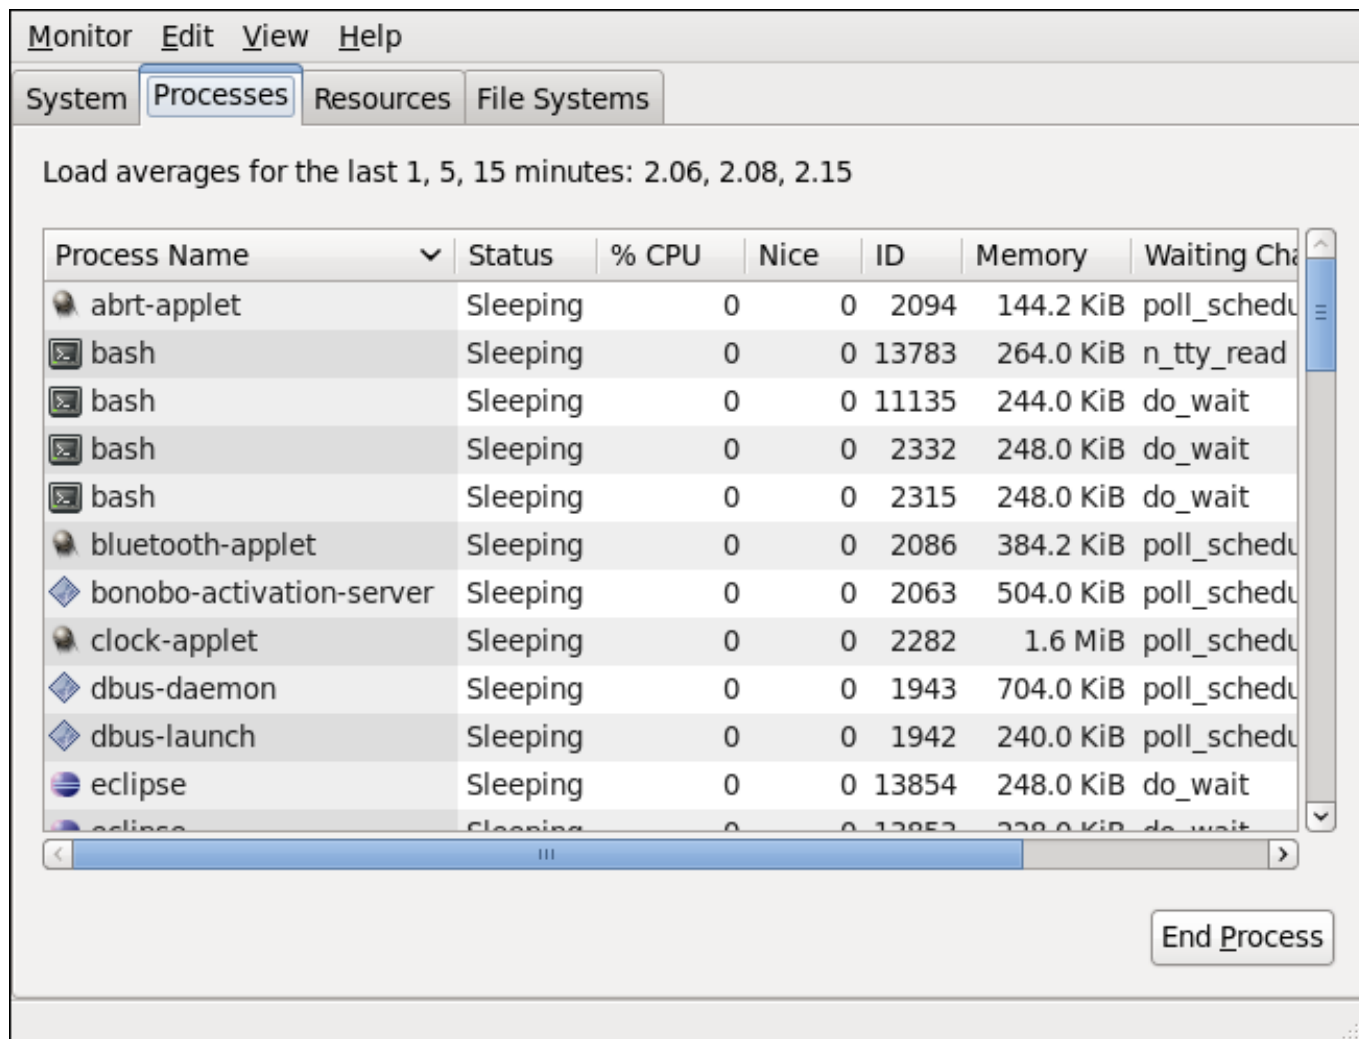 Monitor Edit View Help
System Processes Resources File Systems
Load averages for the last 1, 5, 15 minutes: 2.06, 2.08, 2.15
Process Name Status % CPU Nice ID Memory Waiting Cha
abrt-applet Sleeping 0 0 2094 144.2 KiB poll_schedu
bash Sleeping 0 0 13783 264.0 KiB n_tty_read
bash Sleeping 0 0 11135 244.0 KiB do_wait
bash Sleeping 0 0 2332 248.0 KiB do_wait
bash Sleeping 0 0 2315 248.0 KiB do_wait
bluetooth-applet Sleeping 0 0 2086 384.2 KiB poll_schedu
bonobo-activation-server Sleeping 0 0 2063 504.0 KiB poll_schedu
clock-applet Sleeping 0 0 2282 1.6 MiB poll_schedu
dbus-daemon Sleeping 0 0 1943 704.0 KiB poll_schedu
dbus-launch Sleeping 0 0 1942 240.0 KiB poll_schedu
eclipse Sleeping 0 0 13854 248.0 KiB do_wait
eclipse Sleeping 0 0 KiB do_wait
End Process